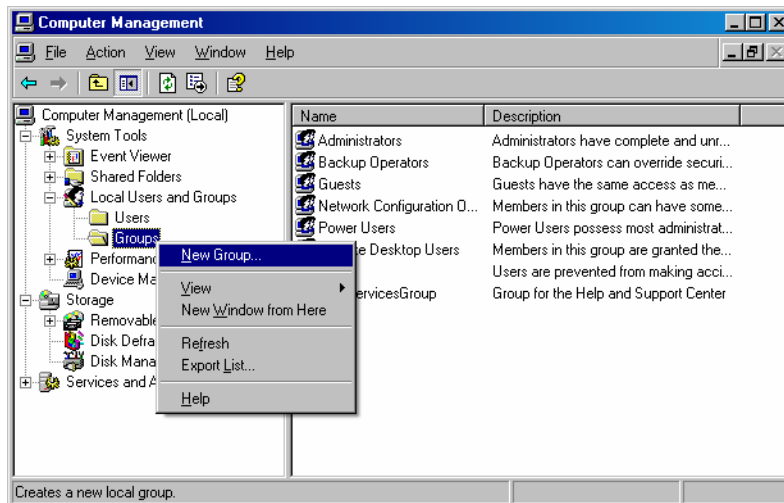 Computer Management
File Action View Window Help
Computer Management (Local)
System Tools
Event Viewer
Shared Folders
Local Users and Groups
Users
Groups
Performanc
Device Ma
Storage
Removable
Disk Defra
Disk Mana
Services and A
New Group...
View
New Window from Here
Refresh
Export List...
Help
Name Description
Administrators Administrators have complete and unr...
Backup Operators Backup Operators can override securi...
Guests Guests have the same access as me...
Network Configuration O... Members in this group can have some...
Power Users Power Users possess most administrat...
Desktop Users Members in this group are granted the...
Users are prevented from making acci...
ervicesGroup Group for the Help and Support Center
Creates a new local group.